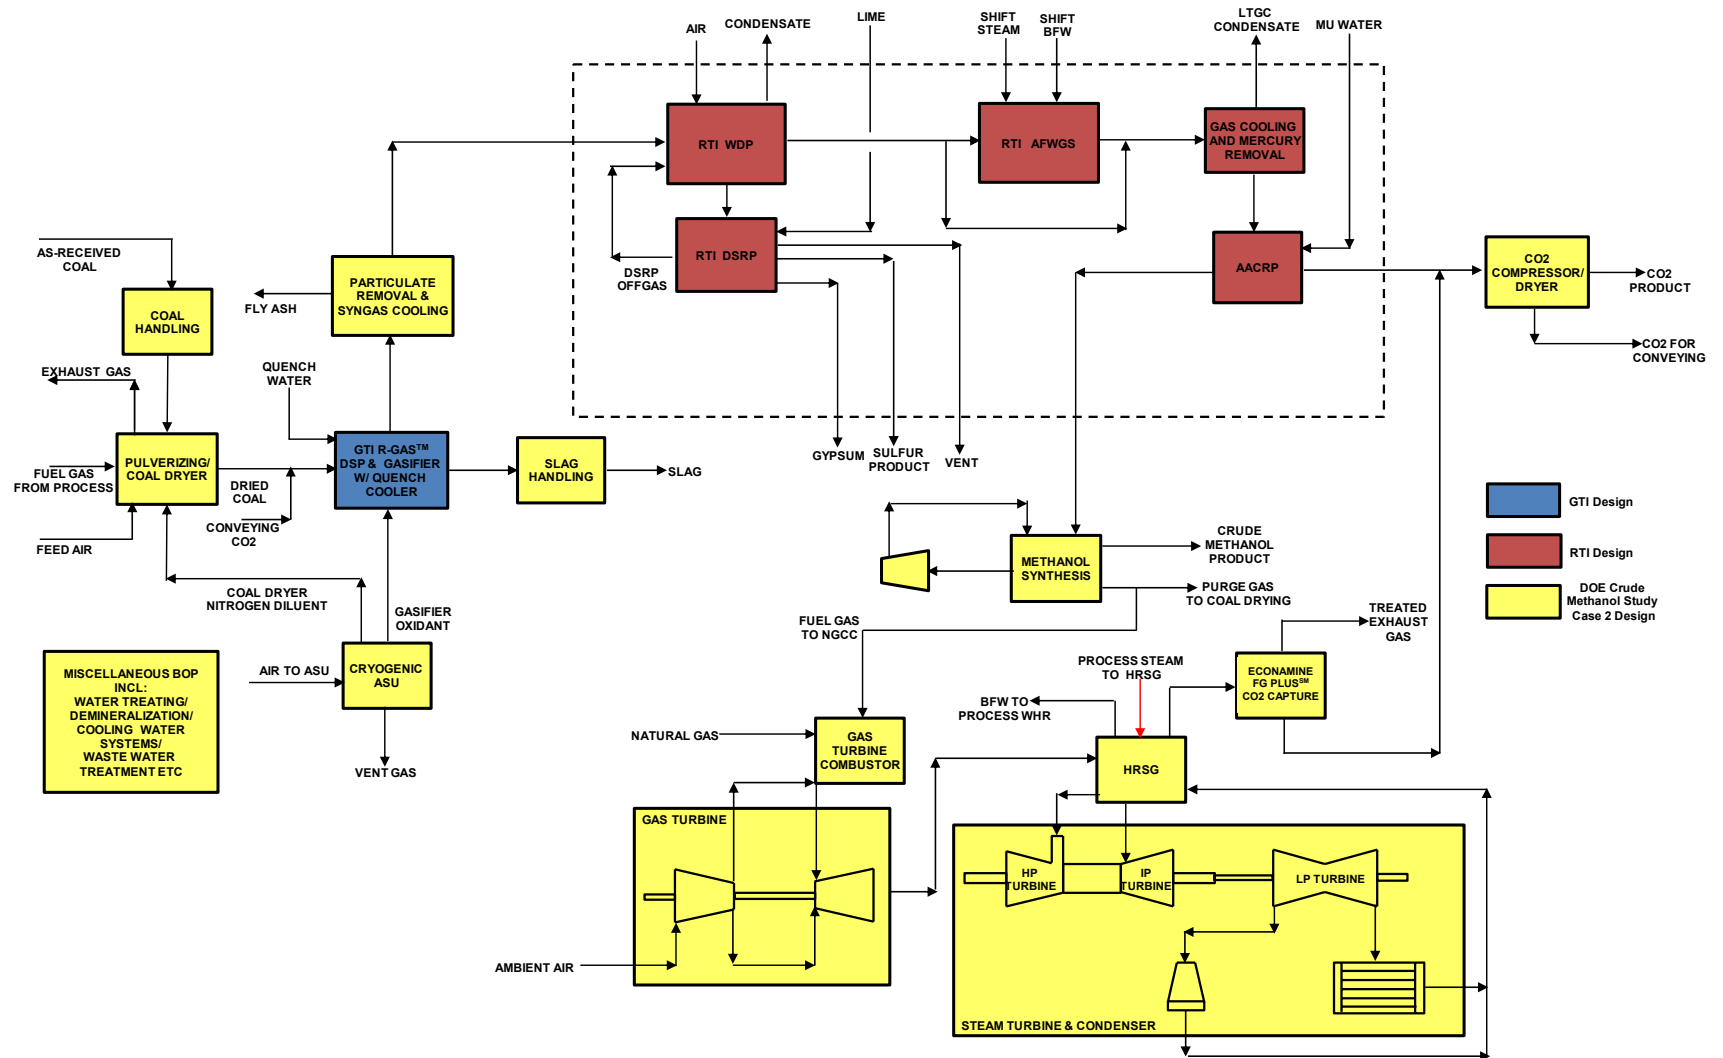 AIR
CONDENSATE
LIME
SHIFT
STEAM
SHIFT
BFW
LTGC
CONDENSATE
MU WATER
RTI WDP
RTI AFWGS
GAS COOLING
AND MERCURY
REMOVAL
AS-RECEIVED
COAL
COAL
HANDLING
FLY ASH
PARTICULATE
REMOVAL &
SYNGAS COOLING
DSRP
OFFGAS
RTI DSRP
AACRP
CO2
COMPRESSOR/
DRYER
CO2
PRODUCT
CO2 FOR
CONVEYING
EXHAUST GAS
QUENCH
WATER
PULVERIZING/
COAL DRYER
FUEL GAS
FROM PROCESS
FEED AIR
DRIED
COAL
CONVEYING
CO2
GTI R-GAS™
DSP & GASIFIER
W/ QUENCH
COOLER
SLAG
HANDLING
SLAG
GYPSUM
SULFUR
PRODUCT
VENT
GTI Design
RTI Design
DOE Crude
Methanol Study
Case 2 Design
METHANOL
SYNTHESIS
CRUDE
METHANOL
PRODUCT
PURGE GAS
TO COAL DRYING
COAL DRYER
NITROGEN DILUENT
GASIFIER
OXIDANT
FUEL GAS
TO NGCC
TREATED
EXHAUST
GAS
MISCELLANEOUS BOP
INCL:
WATER TREATING/
DEMINERALIZATION/
COOLING WATER
SYSTEMS/
WASTE WATER
TREATMENT ETC
AIR TO ASU
CRYOGENIC
ASU
VENT GAS
PROCESS STEAM
TO HRSG
BFW TO
PROCESS WHR
ECONAMINE
FG PLUS℠
CO2 CAPTURE
NATURAL GAS
GAS
TURBINE
COMBUSTOR
HRSG
GAS TURBINE
AMBIENT AIR
HP
TURBINE
IP
TURBINE
LP TURBINE
STEAM TURBINE & CONDENSER